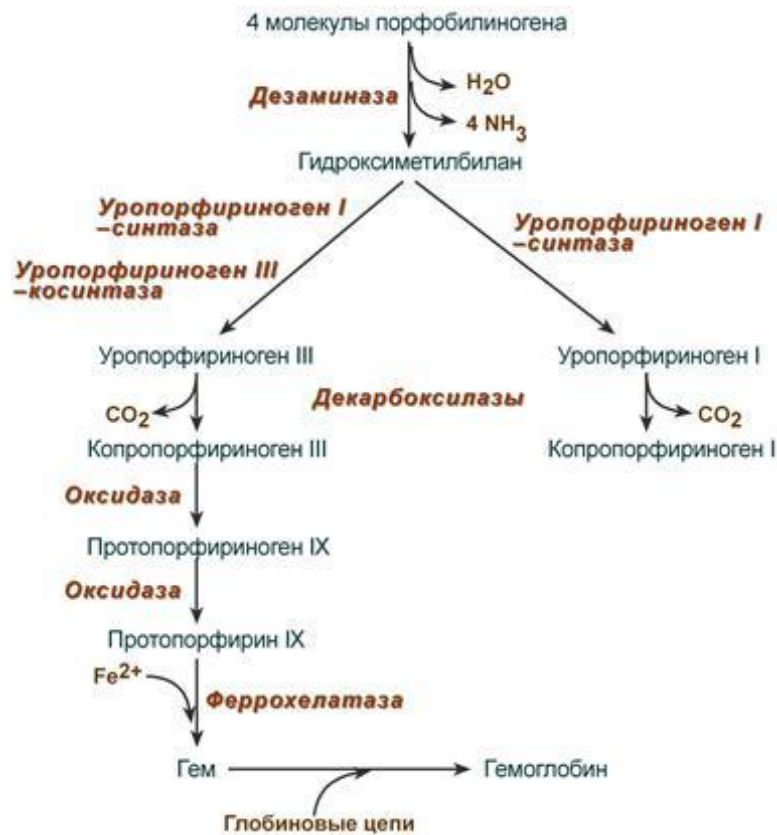 4 молекулы порфобилиногена
H2O
Дезаминаза
4 NH3
Гидроксиметилбилан
Уропорфириноген I
–синтаза
Уропорфириноген I
–синтаза
Уропорфириноген III
–косинтаза
Уропорфириноген III
Уропорфириноген I
CO2
Декарбоксилазы
CO2
Копропорфириноген III
Копропорфириноген I
Оксидаза
Протопорфириноген IX
Оксидаза
Протопорфирин IX
Fe2+
Феррохелатаза
Гем
Гемоглобин
Глобиновые цепи